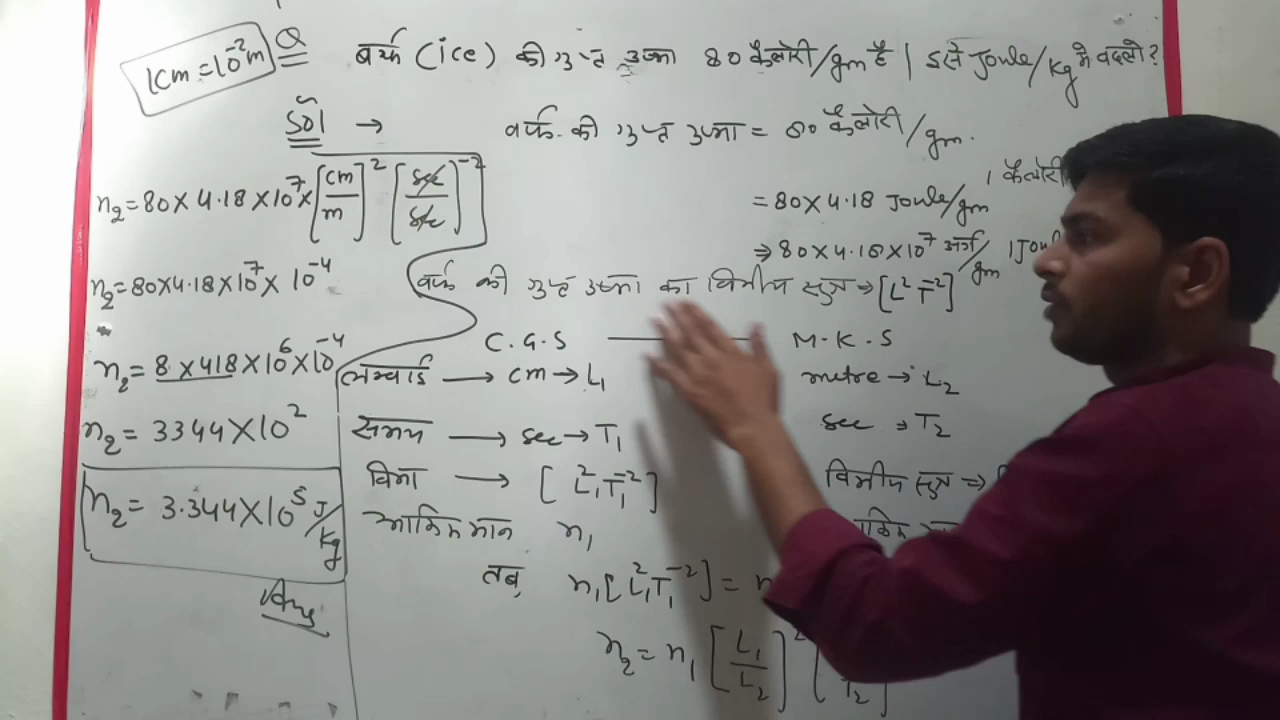 1cm = 10⁻²m
Q बर्फ (ice) की गुप्त उष्मा 80 कैलोरी/gm है | इसे Joule/kg मे बदलो?
Sol → बर्फ की गुप्त उष्मा = 80 कैलोरी/gm.
1 कैलोरी
= 80×4.18 Joule/gm
⇒ 80×4.18×10⁷ अर्ग/gm
1Joul
बर्फ की गुप्त उष्मा का विमीय सूत्र → [L²T⁻²]
C.G.S — M.K.S
लम्बाई → cm → L₁ metre → L₂
समय → sec → T₁ sec → T₂
विमा → [L₁²T₁⁻²] विमीय सूत्र ⇒
आंकिक मान n₁
तब, n₁[L₁²T₁⁻²] = n
n₂ = n₁ [L₁/L₂]
T₂
n₂ = 80×4.18×10⁷×[cm/m]² [sec/sec]⁻²
n₂ = 80×4.18×10⁷×10⁻⁴
n₂ = 8×418×10⁶×10⁻⁴
n₂ = 3344×10²
n₂ = 3.344×10⁵ J/kg
Ans